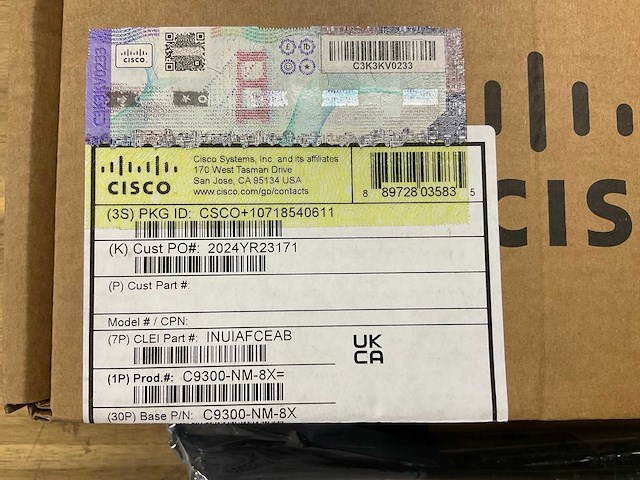 CISCO
C3K3KV0233
C3K3KV0233
CISCO
Cisco Systems, Inc. and its affiliates
170 West Tasman Drive
San Jose, CA 95134 USA
www.cisco.com/go/contacts
8 89728 03583 5
(3S) PKG ID: CSCO+10718540611
(K) Cust PO#: 2024YR23171
(P) Cust Part #:
Model # / CPN:
(7P) CLEI Part #: INUIAFCEAB
UK
CA
(1P) Prod.#: C9300-NM-8X=
(30P) Base P/N: C9300-NM-8X
CIS